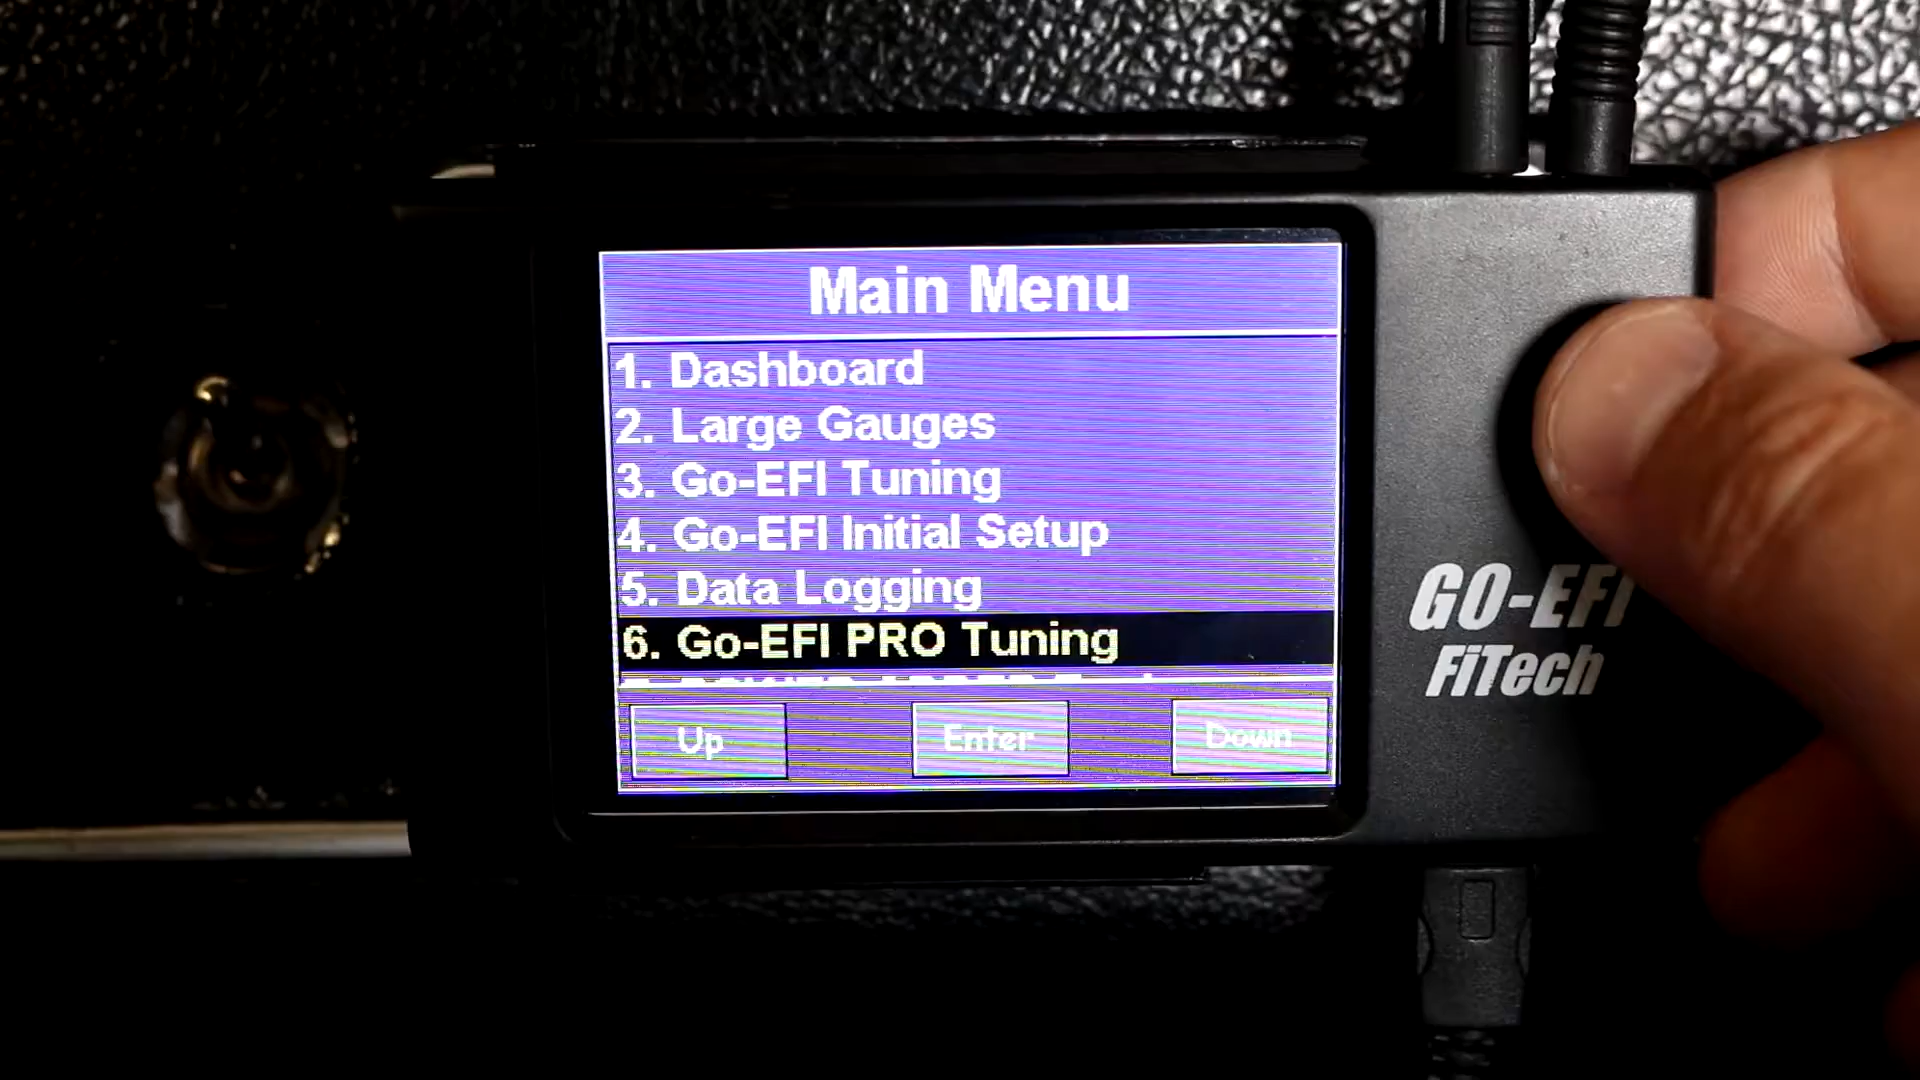 Main Menu
1. Dashboard
2. Large Gauges
3. Go-EFI Tuning
4. Go-EFI Initial Setup
5. Data Logging
6. Go-EFI PRO Tuning
Up
Enter
Down
GO-EFI
FiTech